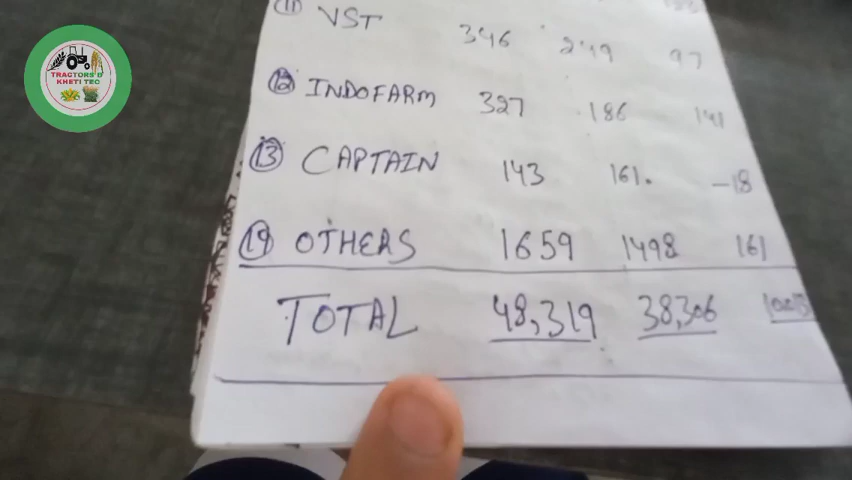 TRACTORS D
KHETI TEC
(11) VST 346 249 97
(12) INDOFARM 327 186 141
(13) CAPTAIN 143 161. -18
(14) OTHERS 1659 1498 161
TOTAL 48,319 38,306 10013